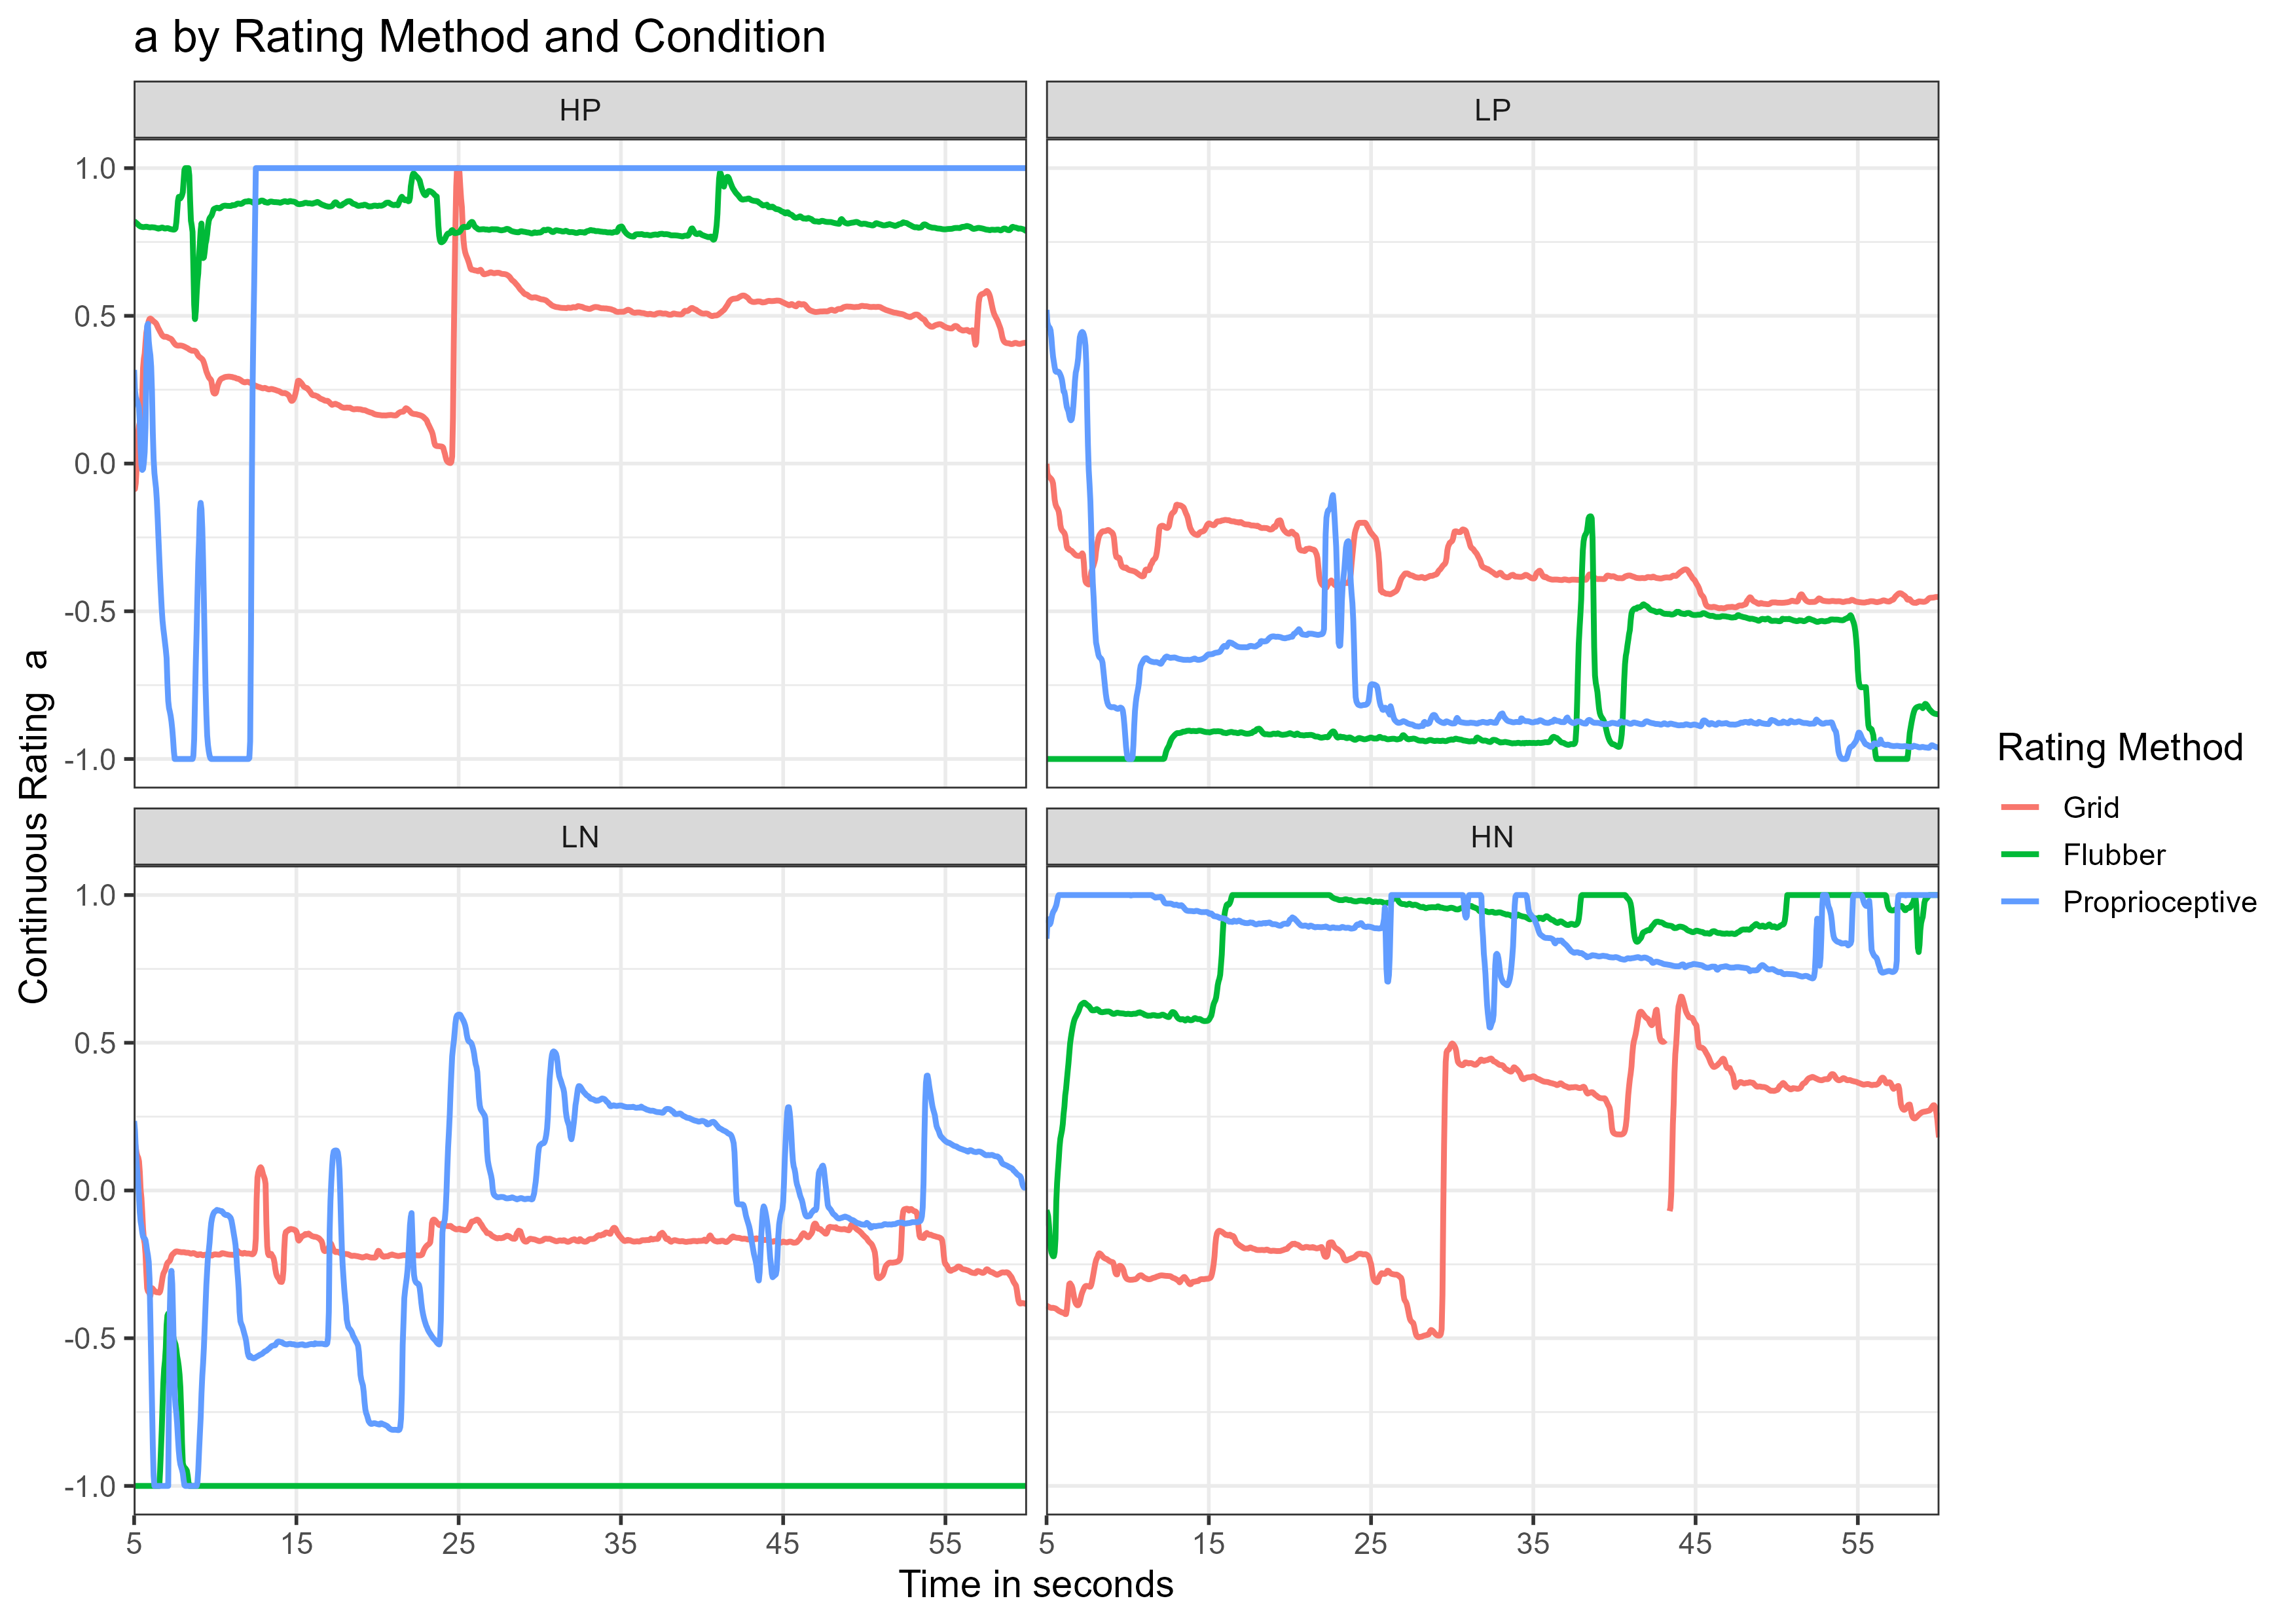 a by Rating Method and Condition
HP
LP
1.0
0.5
0.0
-0.5
-1.0
LN
HN
1.0
0.5
0.0
-0.5
-1.0
5 15 25 35 45 55
5 15 25 35 45 55
Time in seconds
Continuous Rating a
Rating Method
Grid
Flubber
Proprioceptive